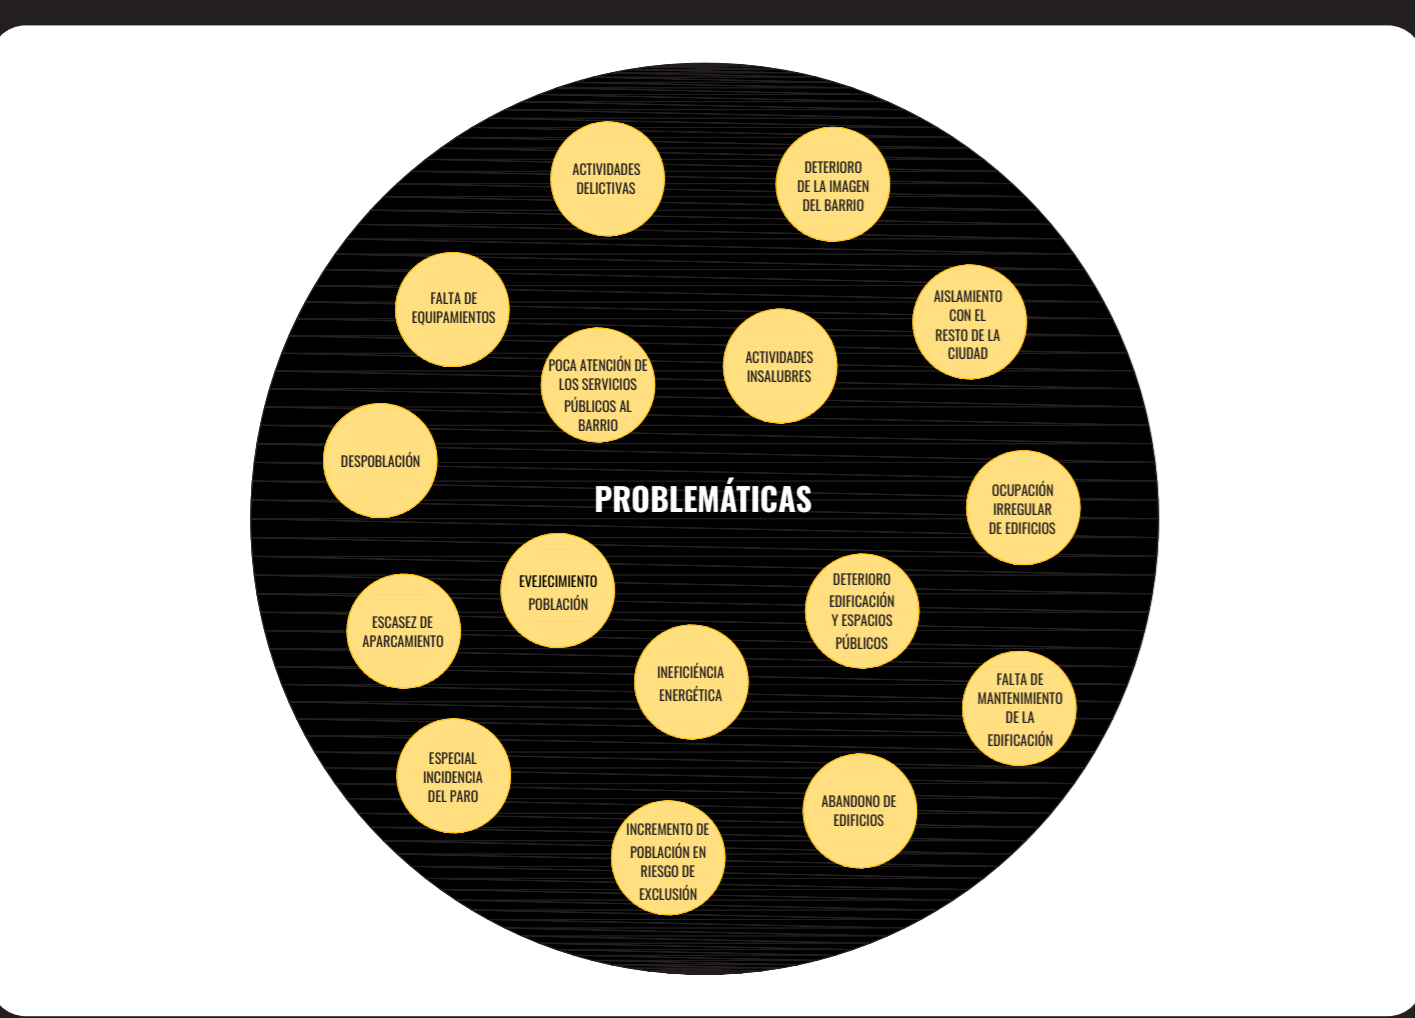 ACTIVIDADES
DELICTIVAS
DETERIORO
DE LA IMAGEN
DEL BARRIO
FALTA DE
EQUIPAMIENTOS
AISLAMIENTO
CON EL
RESTO DE LA
CIUDAD
POCA ATENCIÓN DE
LOS SERVICIOS
PÚBLICOS AL
BARRIO
ACTIVIDADES
INSALUBRES
DESPOBLACIÓN
PROBLEMÁTICAS
OCUPACIÓN
IRREGULAR
DE EDIFICIOS
EVEJECIMIENTO
POBLACIÓN
DETERIORO
EDIFICACIÓN
Y ESPACIOS
PÚBLICOS
ESCASEZ DE
APARCAMIENTO
INEFICIÉNCIA
ENERGÉTICA
FALTA DE
MANTENIMIENTO
DE LA
EDIFICACIÓN
ESPECIAL
INCIDENCIA
DEL PARO
ABANDONO DE
EDIFICIOS
INCREMENTO DE
POBLACIÓN EN
RIESGO DE
EXCLUSIÓN